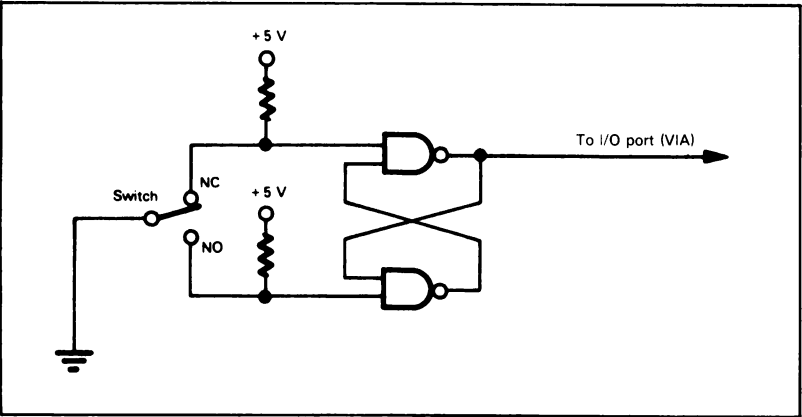 + 5 V
To I/O port (VIA)
NC
Switch
+ 5 V
NO